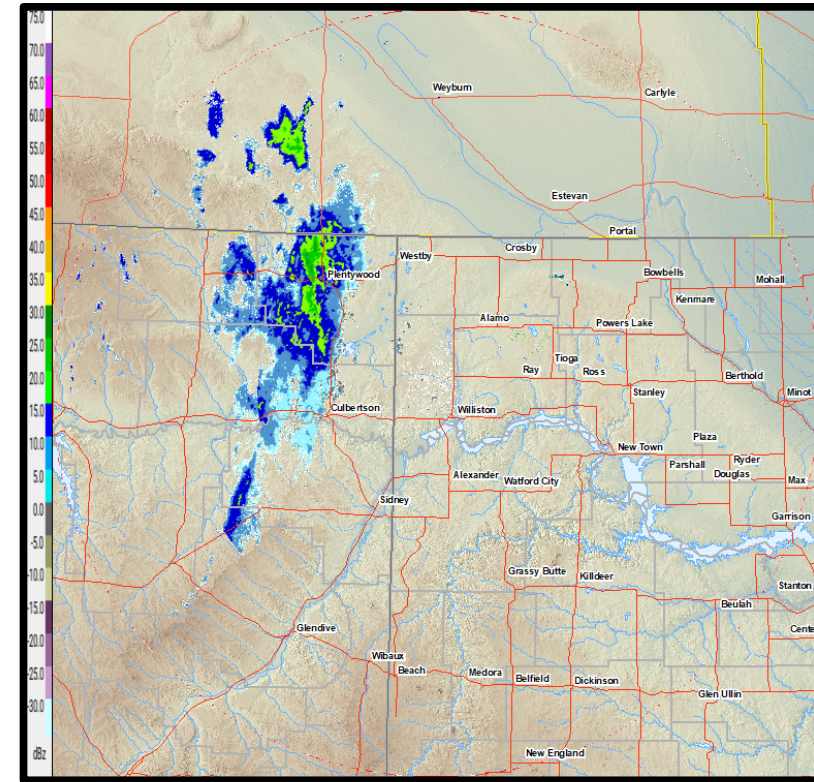 75.0
70.0
65.0
60.0
55.0
50.0
45.0
40.0
35.0
30.0
25.0
20.0
15.0
10.0
5.0
0.0
-5.0
-10.0
-15.0
-20.0
-25.0
-30.0
dBz
Weyburn
Carlyle
Estevan
Portal
Crosby
Westby
Plentywood
Bowbells
Mohall
Kenmare
Alamo
Powers Lake
Tioga
Ray
Ross
Berthold
Stanley
Minot
Culbertson
Williston
Plaza
New Town
Ryder
Parshall
Douglas
Max
Alexander
Watford City
Sidney
Garrison
Grassy Butte
Killdeer
Stanton
Beulah
Glendive
Cente
Wibaux
Beach
Medora
Belfield
Dickinson
Glen Ullin
New England